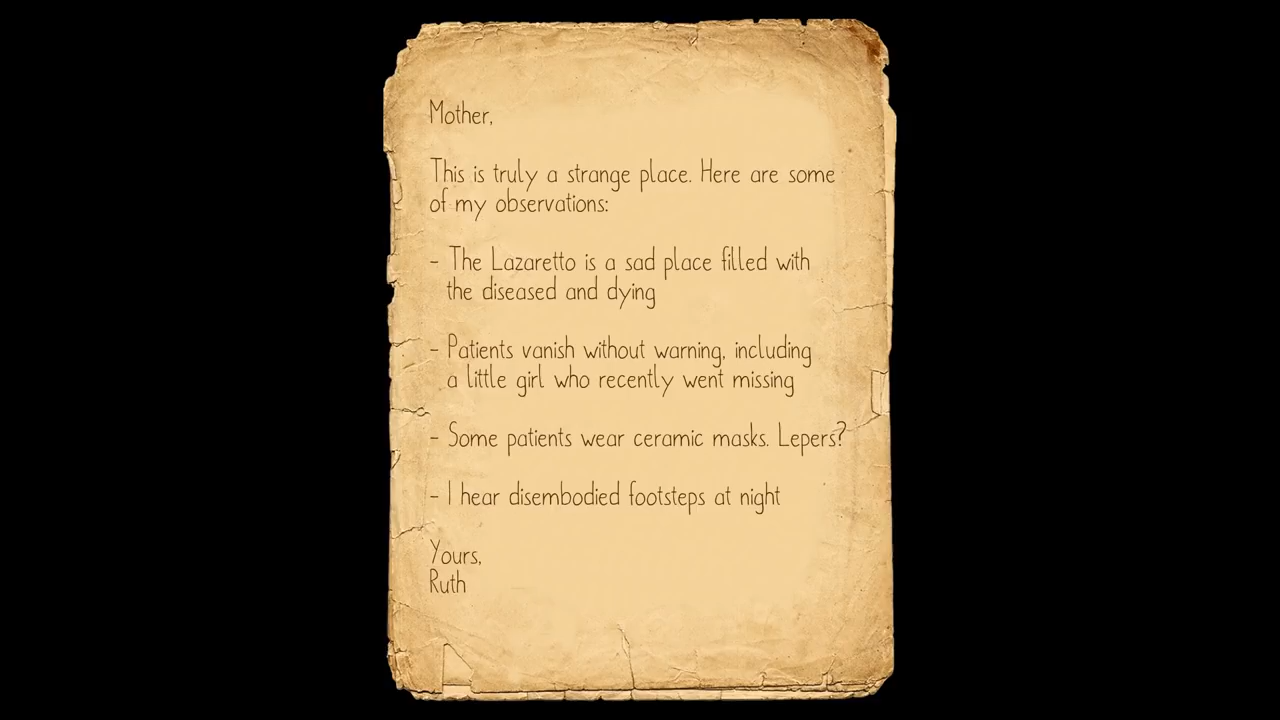 Mother,
This is truly a strange place. Here are some
of my observations:
- The Lazaretto is a sad place filled with
the diseased and dying
- Patients vanish without warning, including
a little girl who recently went missing
- Some patients wear ceramic masks. Lepers?
- I hear disembodied footsteps at night
Yours,
Ruth